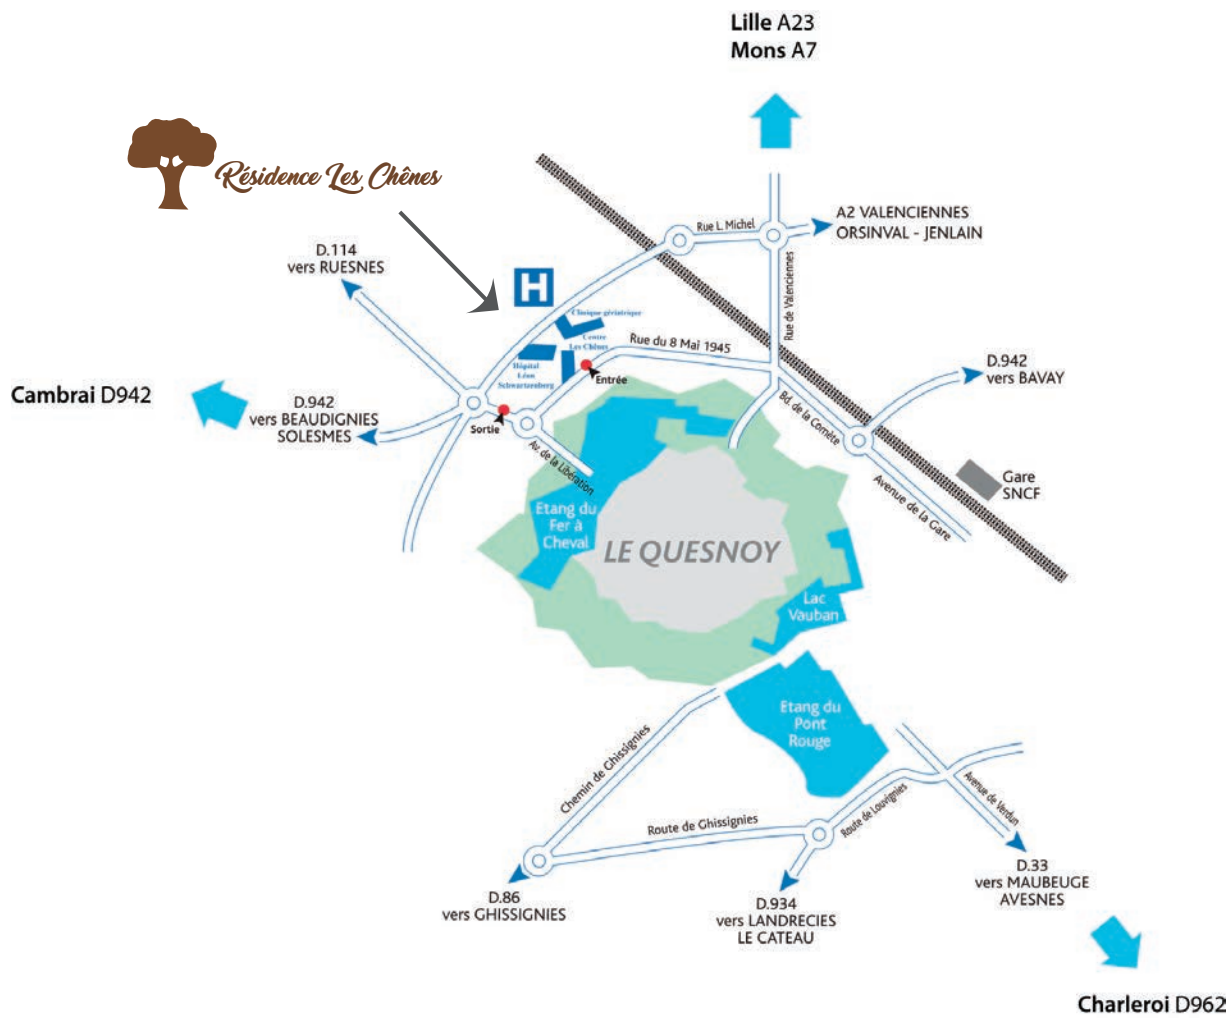 Lille A23
Mons A7
Résidence Les Chênes
A2 VALENCIENNES
ORSINVAL - JENLAIN
Rue L. Michel
D.114
vers RUESNES
H
Rue de Valenciennes
Clinique gériatrique
Centre
Les Chênes
Rue du 8 Mai 1945
Hôpital
Léon
Schwartzenberg
Entrée
D.942
vers BAVAY
Cambrai D942
D.942
vers BEAUDIGNIES
SOLESMES
Sortie
Bd. de la Comète
Av. de la Libération
Gare
SNCF
Avenue de la Gare
Etang du
Fer à
Cheval
LE QUESNOY
Lac
Vauban
Etang du
Pont
Rouge
Chemin de Ghissignies
Route de Ghissignies
Route de Louvignies
Avenue de Verdun
D.33
vers MAUBEUGE
AVESNES
D.86
vers GHISSIGNIES
D.934
vers LANDRECIES
LE CATEAU
Charleroi D962